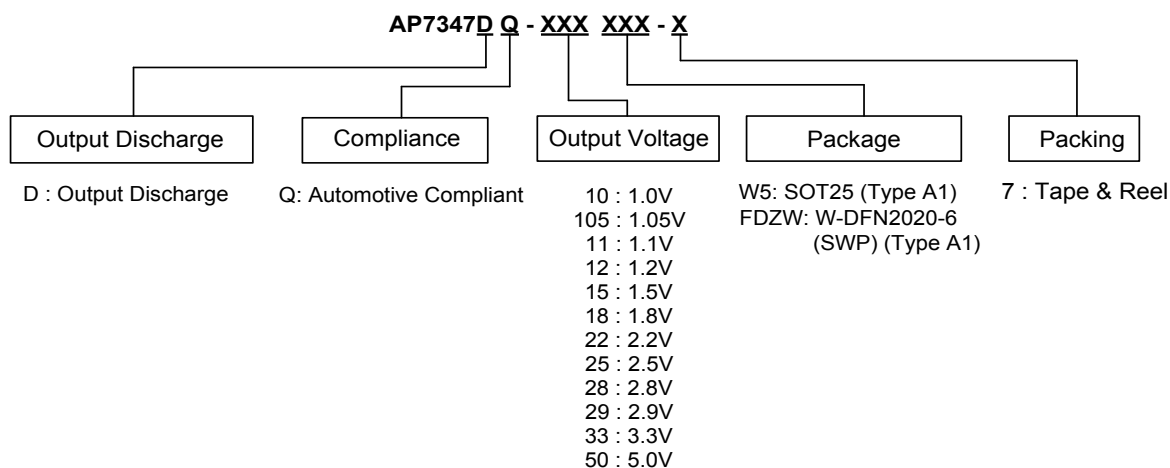 AP7347D Q - XXX XXX - X
Output Discharge
Compliance
Output Voltage
Package
Packing
D : Output Discharge
Q: Automotive Compliant
10 : 1.0V
105 : 1.05V
11 : 1.1V
12 : 1.2V
15 : 1.5V
18 : 1.8V
22 : 2.2V
25 : 2.5V
28 : 2.8V
29 : 2.9V
33 : 3.3V
50 : 5.0V
W5: SOT25 (Type A1)
FDZW: W-DFN2020-6
(SWP) (Type A1)
7 : Tape & Reel